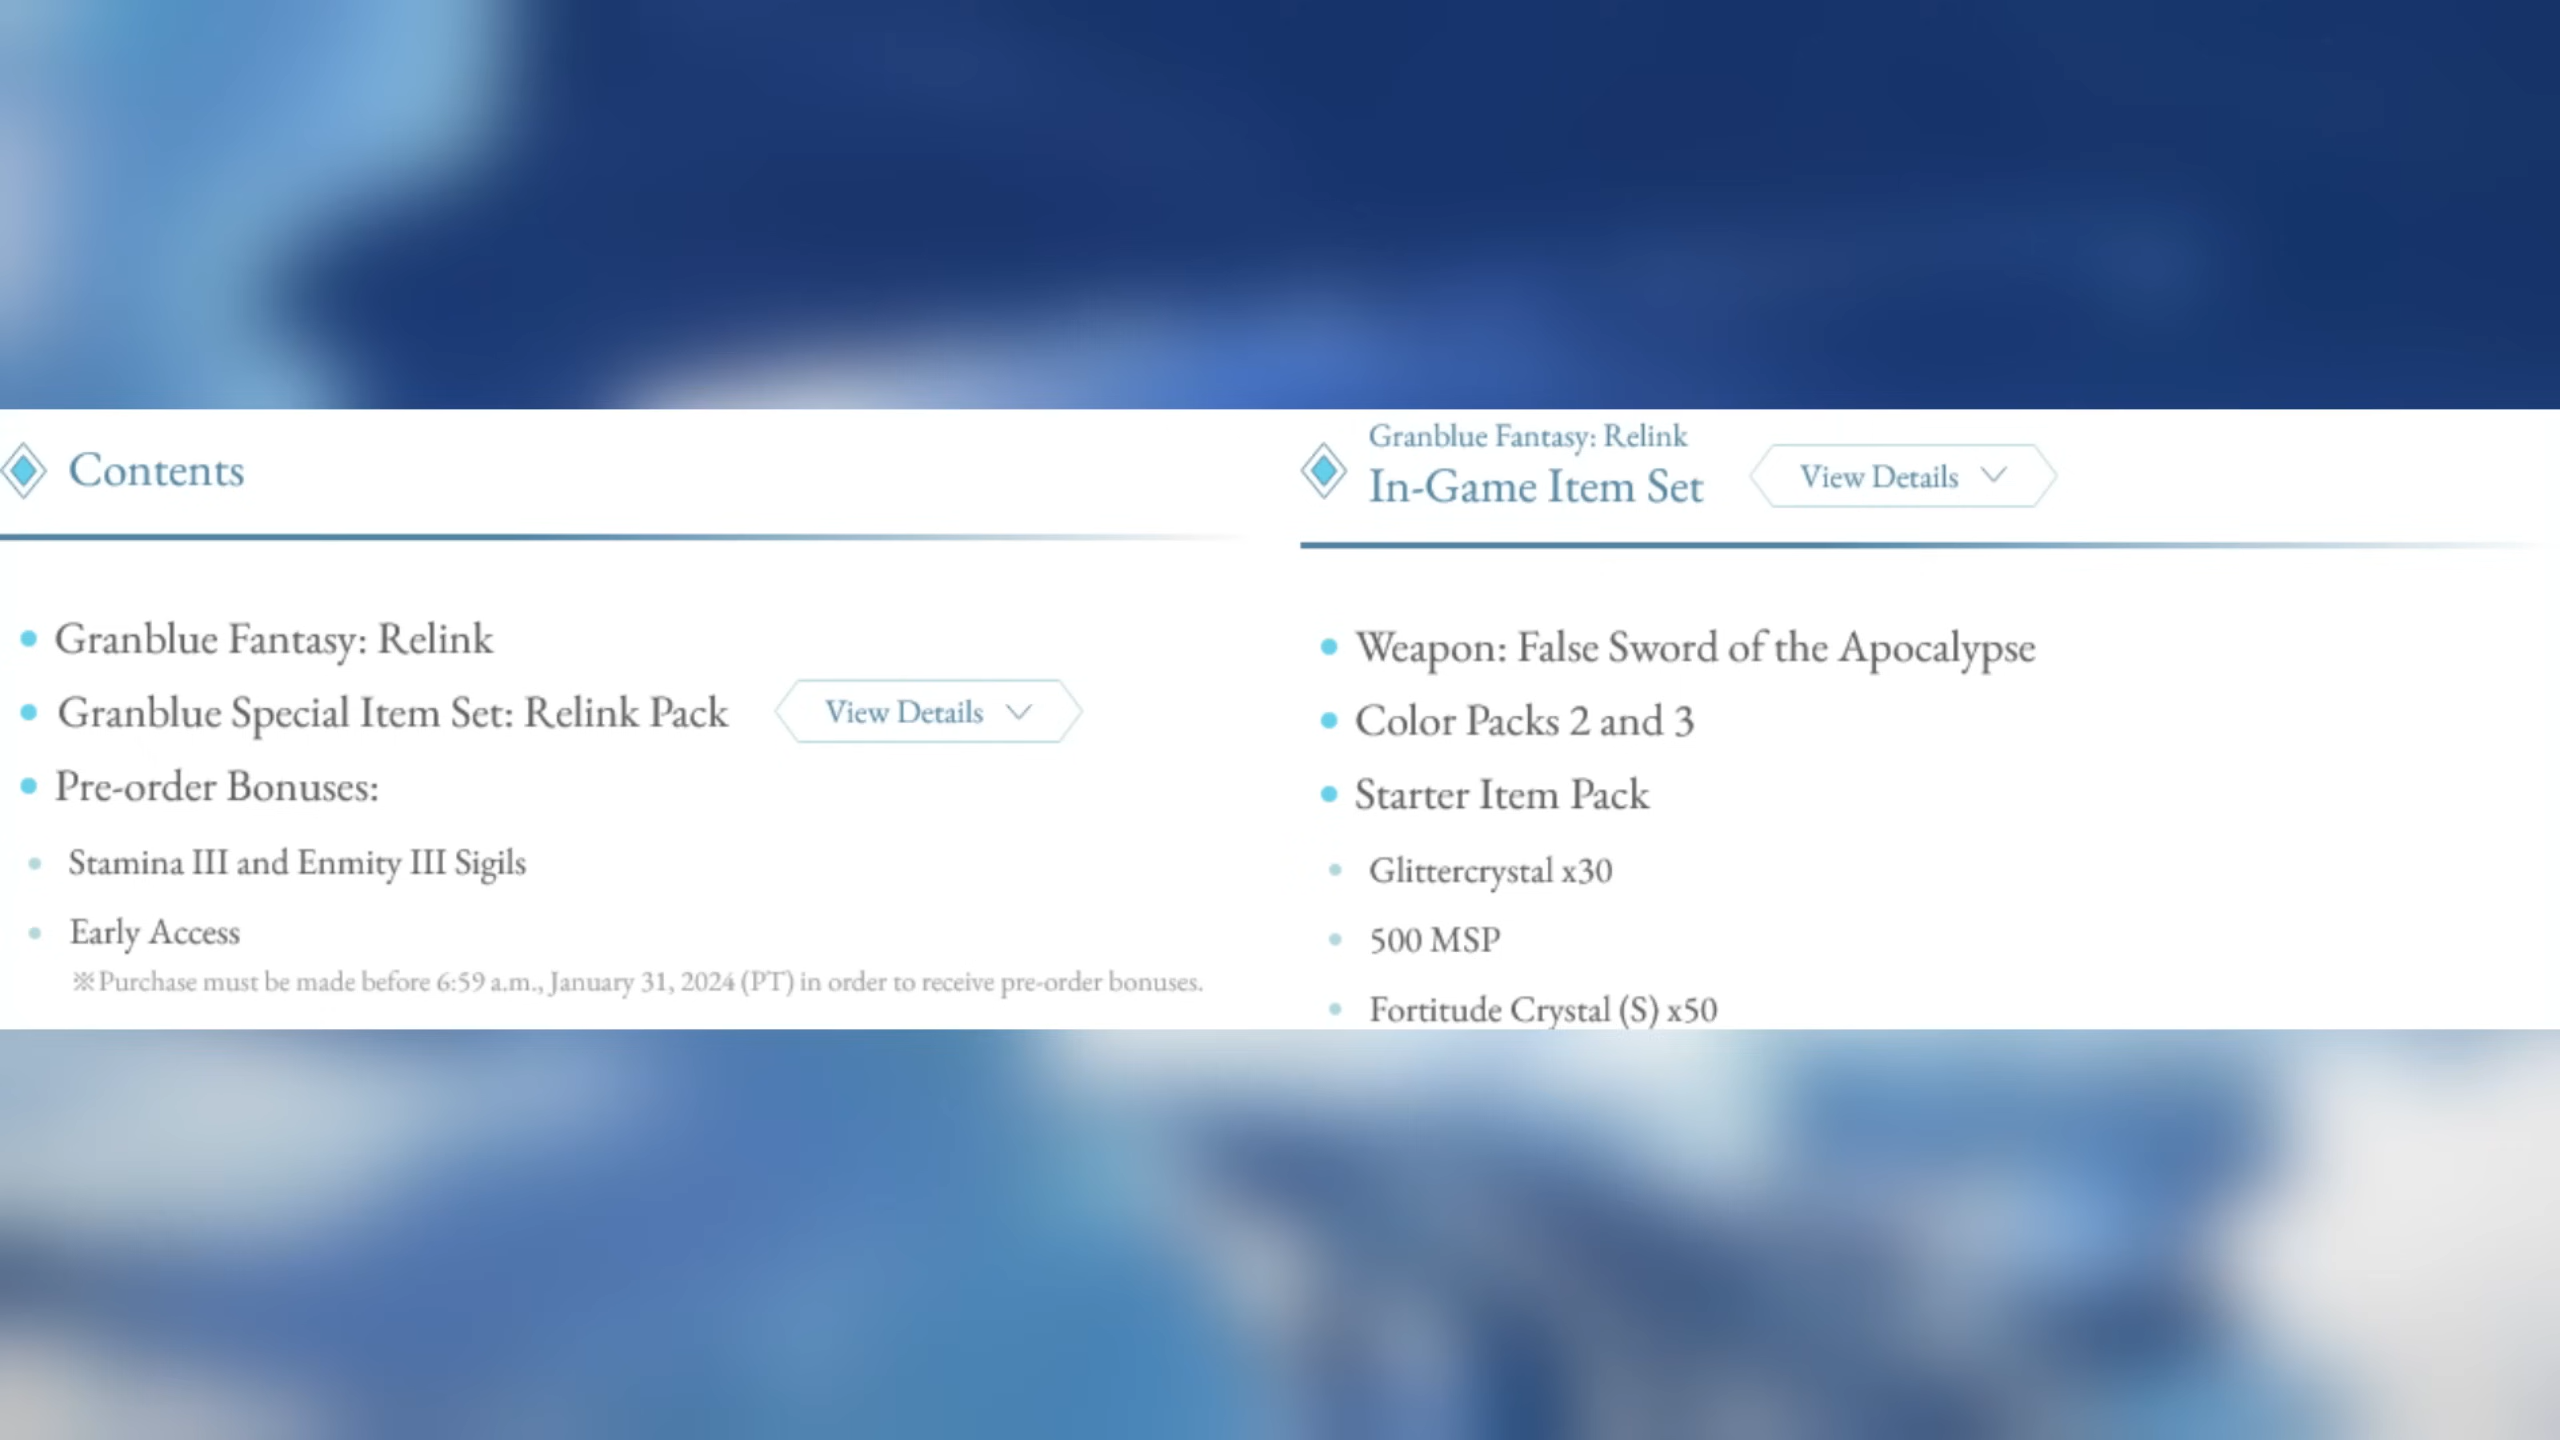 Contents
Granblue Fantasy: Relink
Granblue Special Item Set: Relink Pack
View Details
Pre-order Bonuses:
Stamina III and Enmity III Sigils
Early Access
※Purchase must be made before 6:59 a.m., January 31, 2024 (PT) in order to receive pre-order bonuses.
Granblue Fantasy: Relink
In-Game Item Set
View Details
Weapon: False Sword of the Apocalypse
Color Packs 2 and 3
Starter Item Pack
Glittercrystal x30
500 MSP
Fortitude Crystal (S) x50